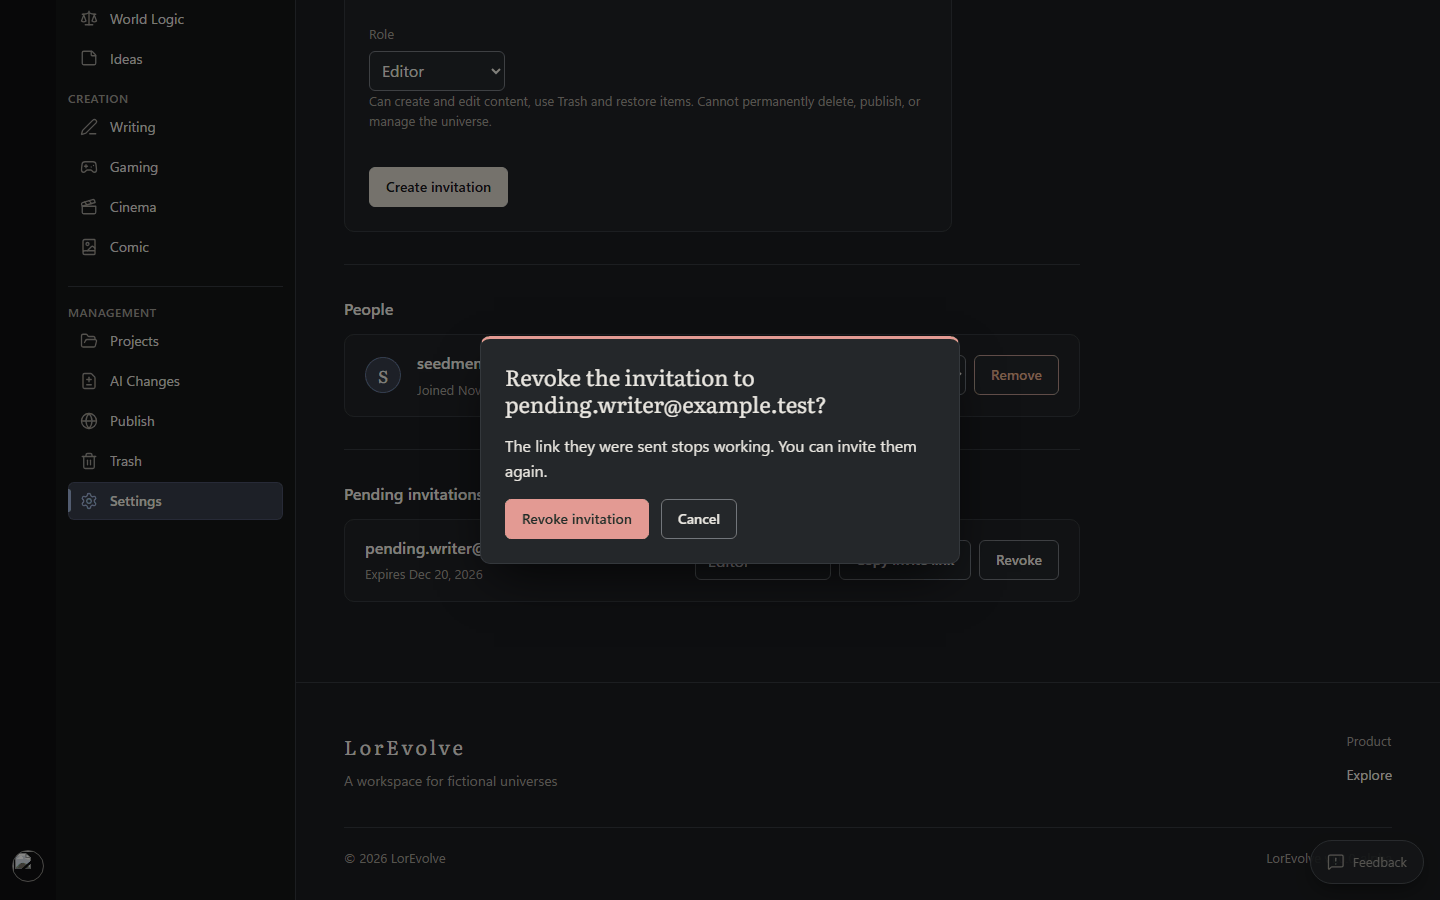 World Logic
Ideas
CREATION
Writing
Gaming
Cinema
Comic
MANAGEMENT
Projects
AI Changes
Publish
Trash
Settings
Role
Editor
Can create and edit content, use Trash and restore items. Cannot permanently delete, publish, or
manage the universe.
Create invitation
People
S
Joined Nov
Remove
Revoke the invitation to
pending.writer@example.test?
The link they were sent stops working. You can invite them
again.
Revoke invitation
Cancel
Pending invitations
pending.writer@
Expires Dec 20, 2026
Revoke
LorEvolve
A workspace for fictional universes
Product
Explore
© 2026 LorEvolve
Feedback